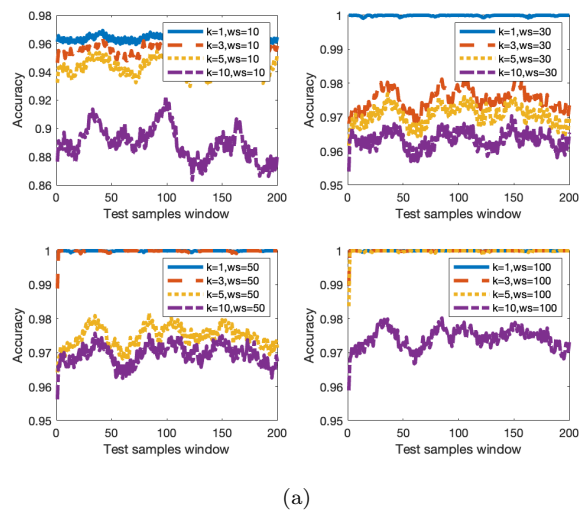 0.98
0.96
0.94
0.92
0.9
0.88
0.86
Accuracy
k=1,ws=10
k=3,ws=10
k=5,ws=10
k=10,ws=10
0 50 100 150 200
Test samples window
1
0.99
0.98
0.97
0.96
0.95
Accuracy
k=1,ws=30
k=3,ws=30
k=5,ws=30
k=10,ws=30
0 50 100 150 200
Test samples window
1
0.99
0.98
0.97
0.96
0.95
Accuracy
k=1,ws=50
k=3,ws=50
k=5,ws=50
k=10,ws=50
0 50 100 150 200
Test samples window
1
0.99
0.98
0.97
0.96
0.95
Accuracy
k=1,ws=100
k=3,ws=100
k=5,ws=100
k=10,ws=100
0 50 100 150 200
Test samples window
(a)